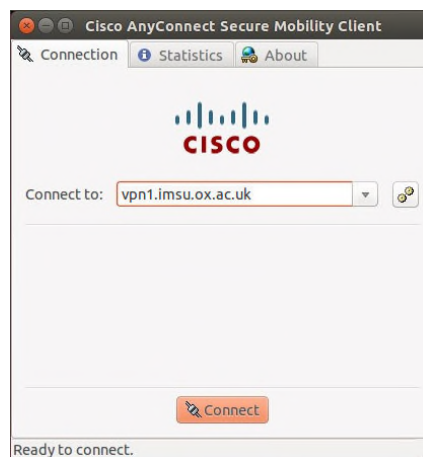 Cisco AnyConnect Secure Mobility Client
Connection Statistics About
CISCO
Connect to: vpn1.imsu.ox.ac.uk
Connect
Ready to connect.